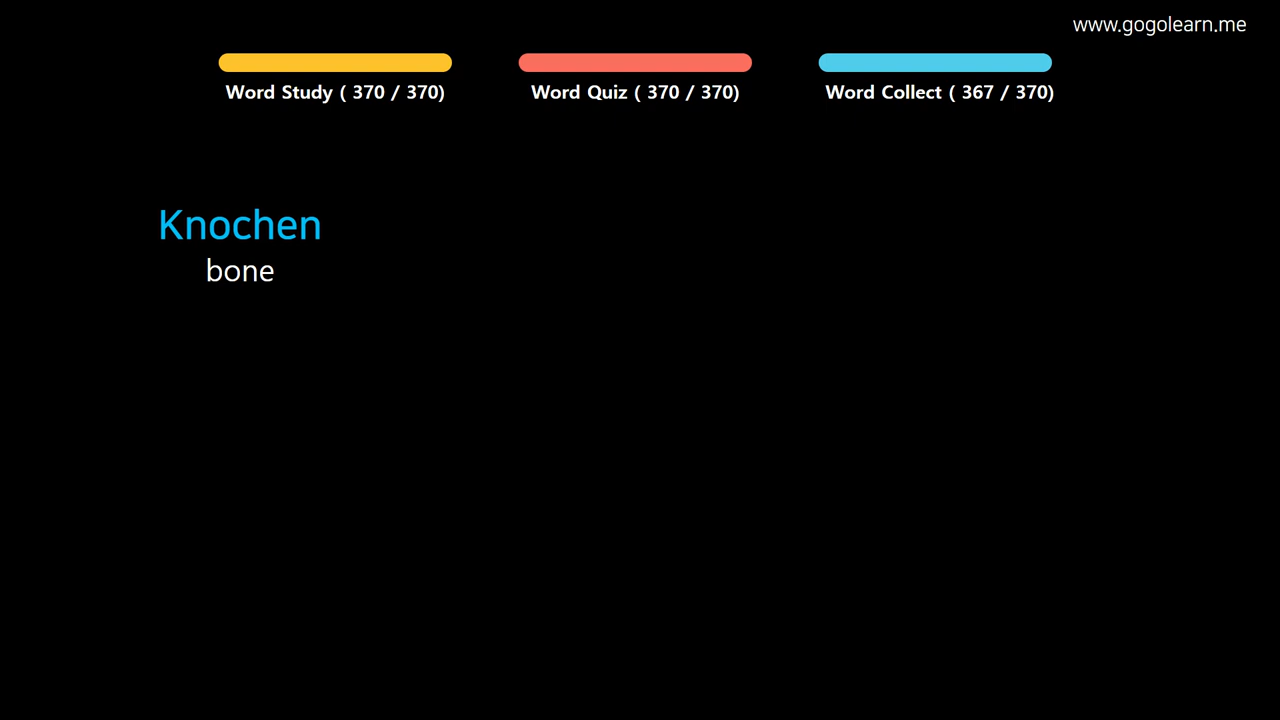 www.gogolearn.me
Word Study ( 370 / 370)
Word Quiz ( 370 / 370)
Word Collect ( 367 / 370)
Knochen
bone